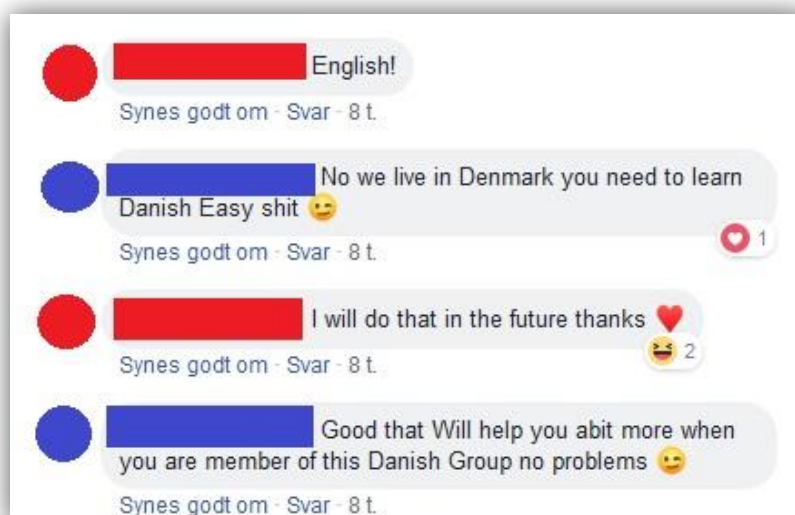 English!
Synes godt om · Svar · 8 t.
No we live in Denmark you need to learn
Danish Easy shit 😉
1
Synes godt om · Svar · 8 t.
I will do that in the future thanks ❤️
2
Synes godt om · Svar · 8 t.
Good that Will help you abit more when
you are member of this Danish Group no problems 😉
Synes godt om · Svar · 8 t.